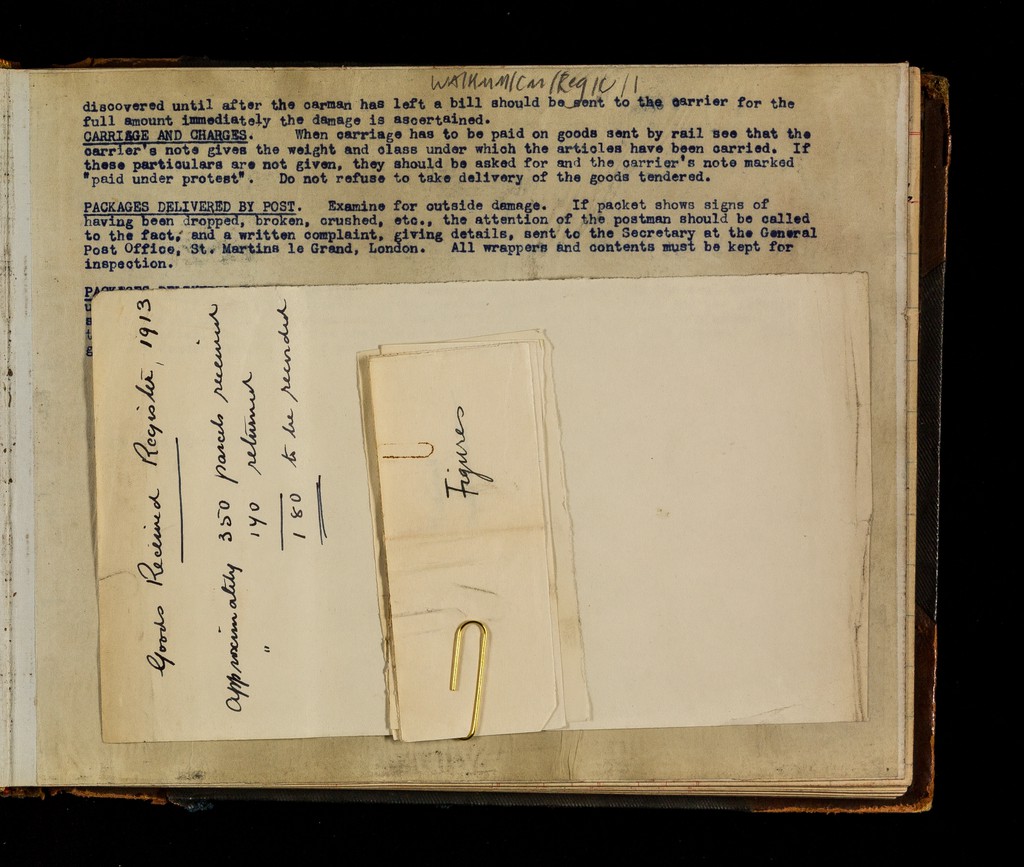 WA/HMM/CM/Reg/C/1
discovered until after the carman has left a bill should be sent to the carrier for the
full amount immediately the damage is ascertained.
CARRIAGE AND CHARGES. When carriage has to be paid on goods sent by rail see that the
carrier's note gives the weight and class under which the articles have been carried. If
these particulars are not given, they should be asked for and the carrier's note marked
"paid under protest". Do not refuse to take delivery of the goods tendered.
PACKAGES DELIVERED BY POST. Examine for outside damage. If packet shows signs of
having been dropped, broken, crushed, etc., the attention of the postman should be called
to the fact, and a written complaint, giving details, sent to the Secretary at the General
Post Office, St. Martins le Grand, London. All wrappers and contents must be kept for
inspection.
PACKAGES
Goods Received Register, 1913
Approximately 350 parcels received
" 140 returned
180 to be recorded
Figures